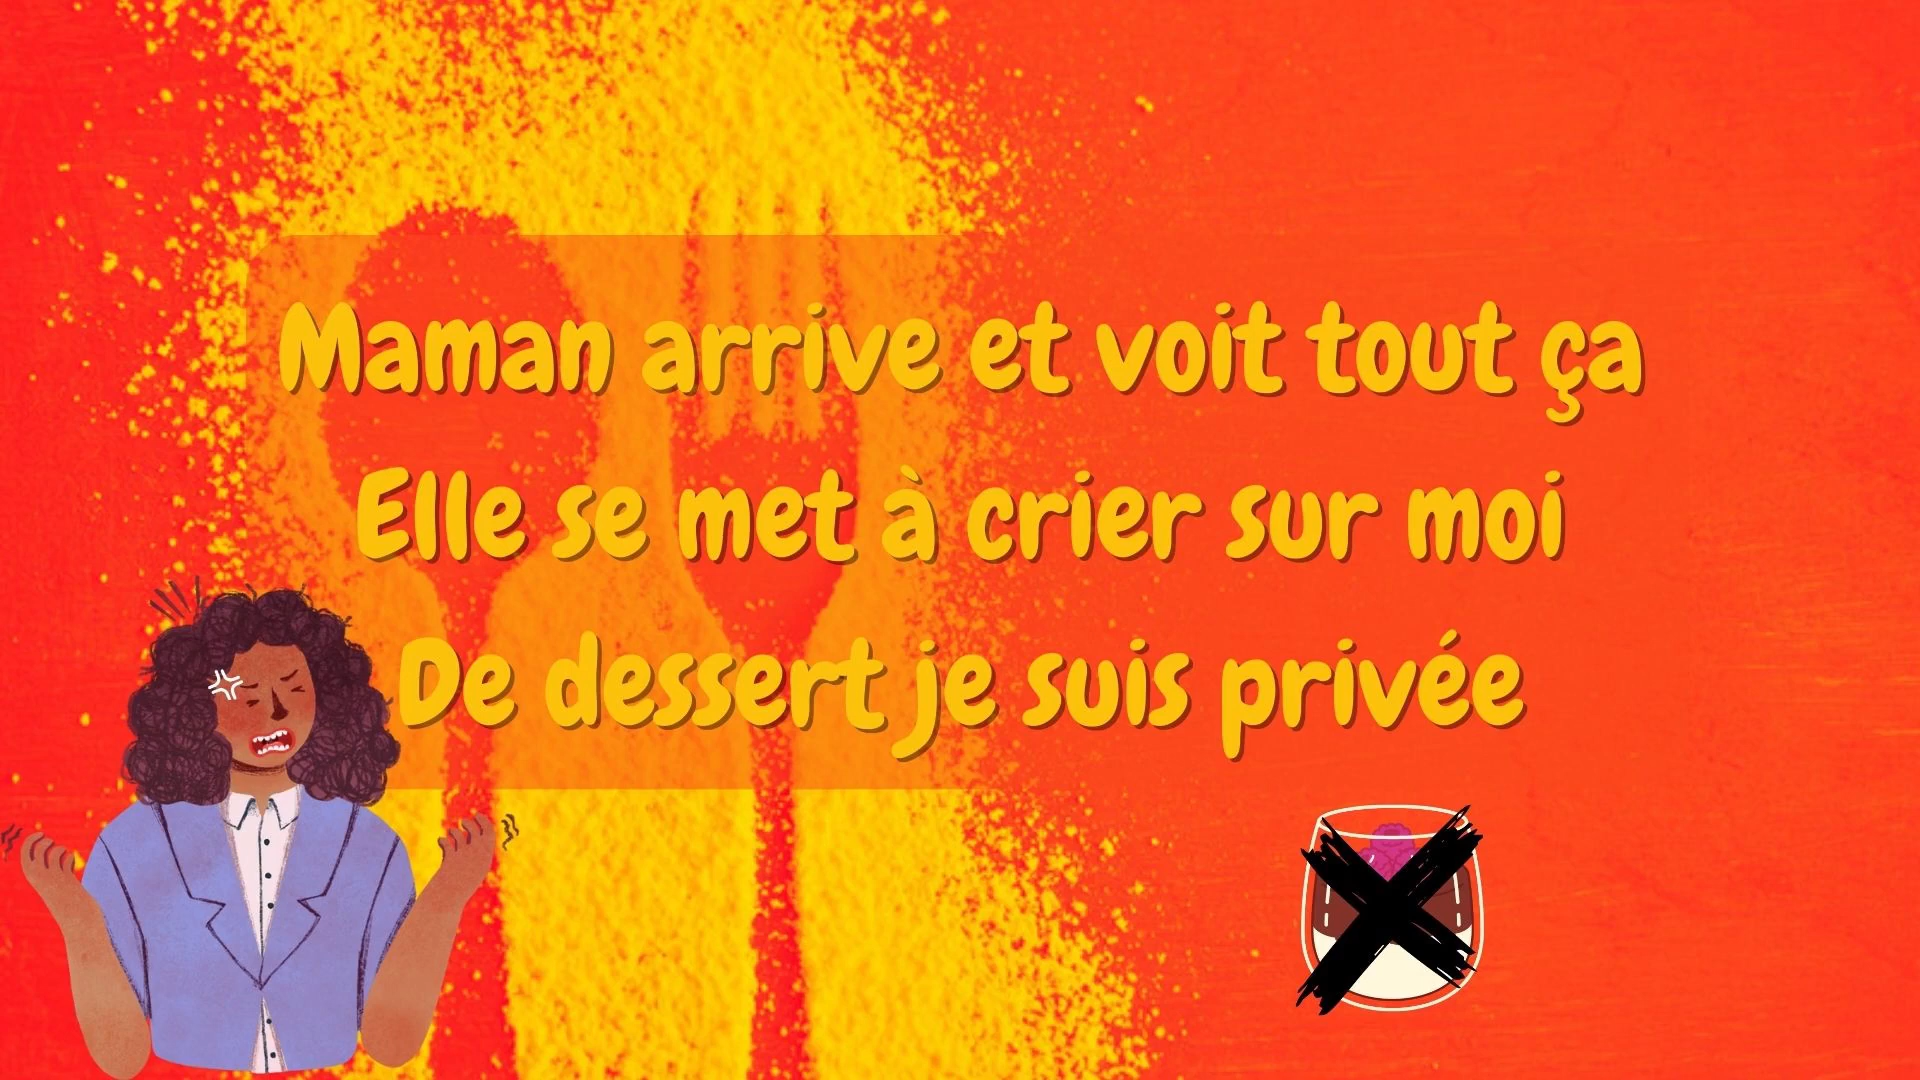 Maman arrive et voit tout ça
Elle se met à crier sur moi
De dessert je suis privée